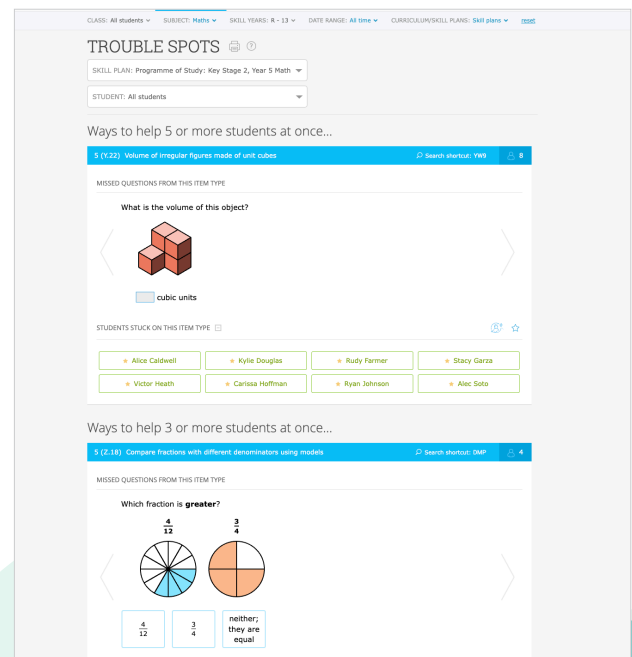 CLASS: All students SUBJECT: Maths SKILL YEARS: R - 13 DATE RANGE: All time CURRICULUM/SKILL PLANS: Skill plans reset
TROUBLE SPOTS ?
SKILL PLAN: Programme of Study: Key Stage 2, Year 5 Math
STUDENT: All students
Ways to help 5 or more students at once...
5 (Y.22) Volume of irregular figures made of unit cubes Search shortcut: YW9 8
MISSED QUESTIONS FROM THIS ITEM TYPE
What is the volume of this object?
cubic units
STUDENTS STUCK ON THIS ITEM TYPE
Alice Caldwell Kylie Douglas Rudy Farmer Stacy Garza
Victor Heath Carissa Hoffman Ryan Johnson Alec Soto
Ways to help 3 or more students at once...
5 (Z.18) Compare fractions with different denominators using models Search shortcut: DMP 4
MISSED QUESTIONS FROM THIS ITEM TYPE
Which fraction is greater?
4/12 3/4
4/12 3/4 neither;
they are
equal